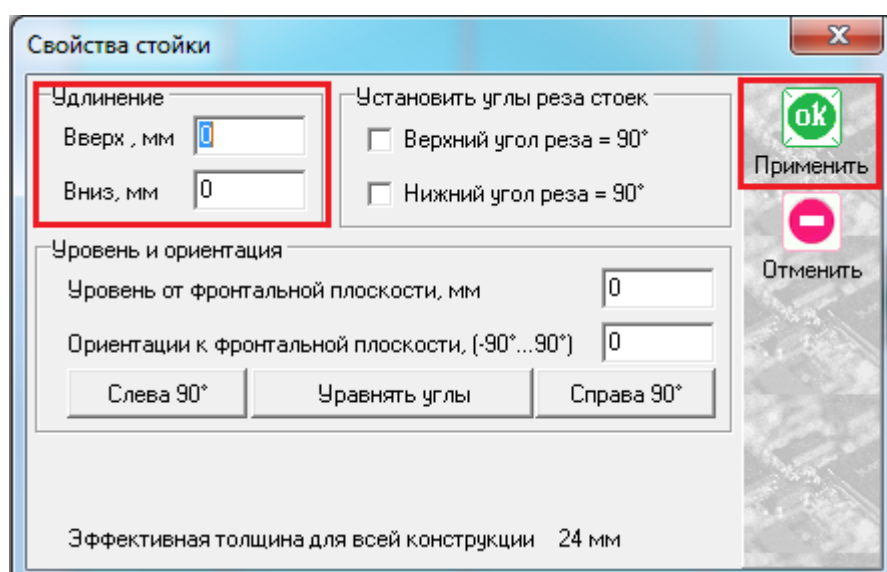 Свойства стойки
x
Удлинение
Вверх , мм 0
Вниз, мм 0
Установить углы реза стоек
Верхний угол реза = 90°
Нижний угол реза = 90°
ok
Применить
Отменить
Уровень и ориентация
Уровень от фронтальной плоскости, мм 0
Ориентации к фронтальной плоскости, (-90°...90°) 0
Слева 90° Уравнять углы Справа 90°
Эффективная толщина для всей конструкции 24 мм